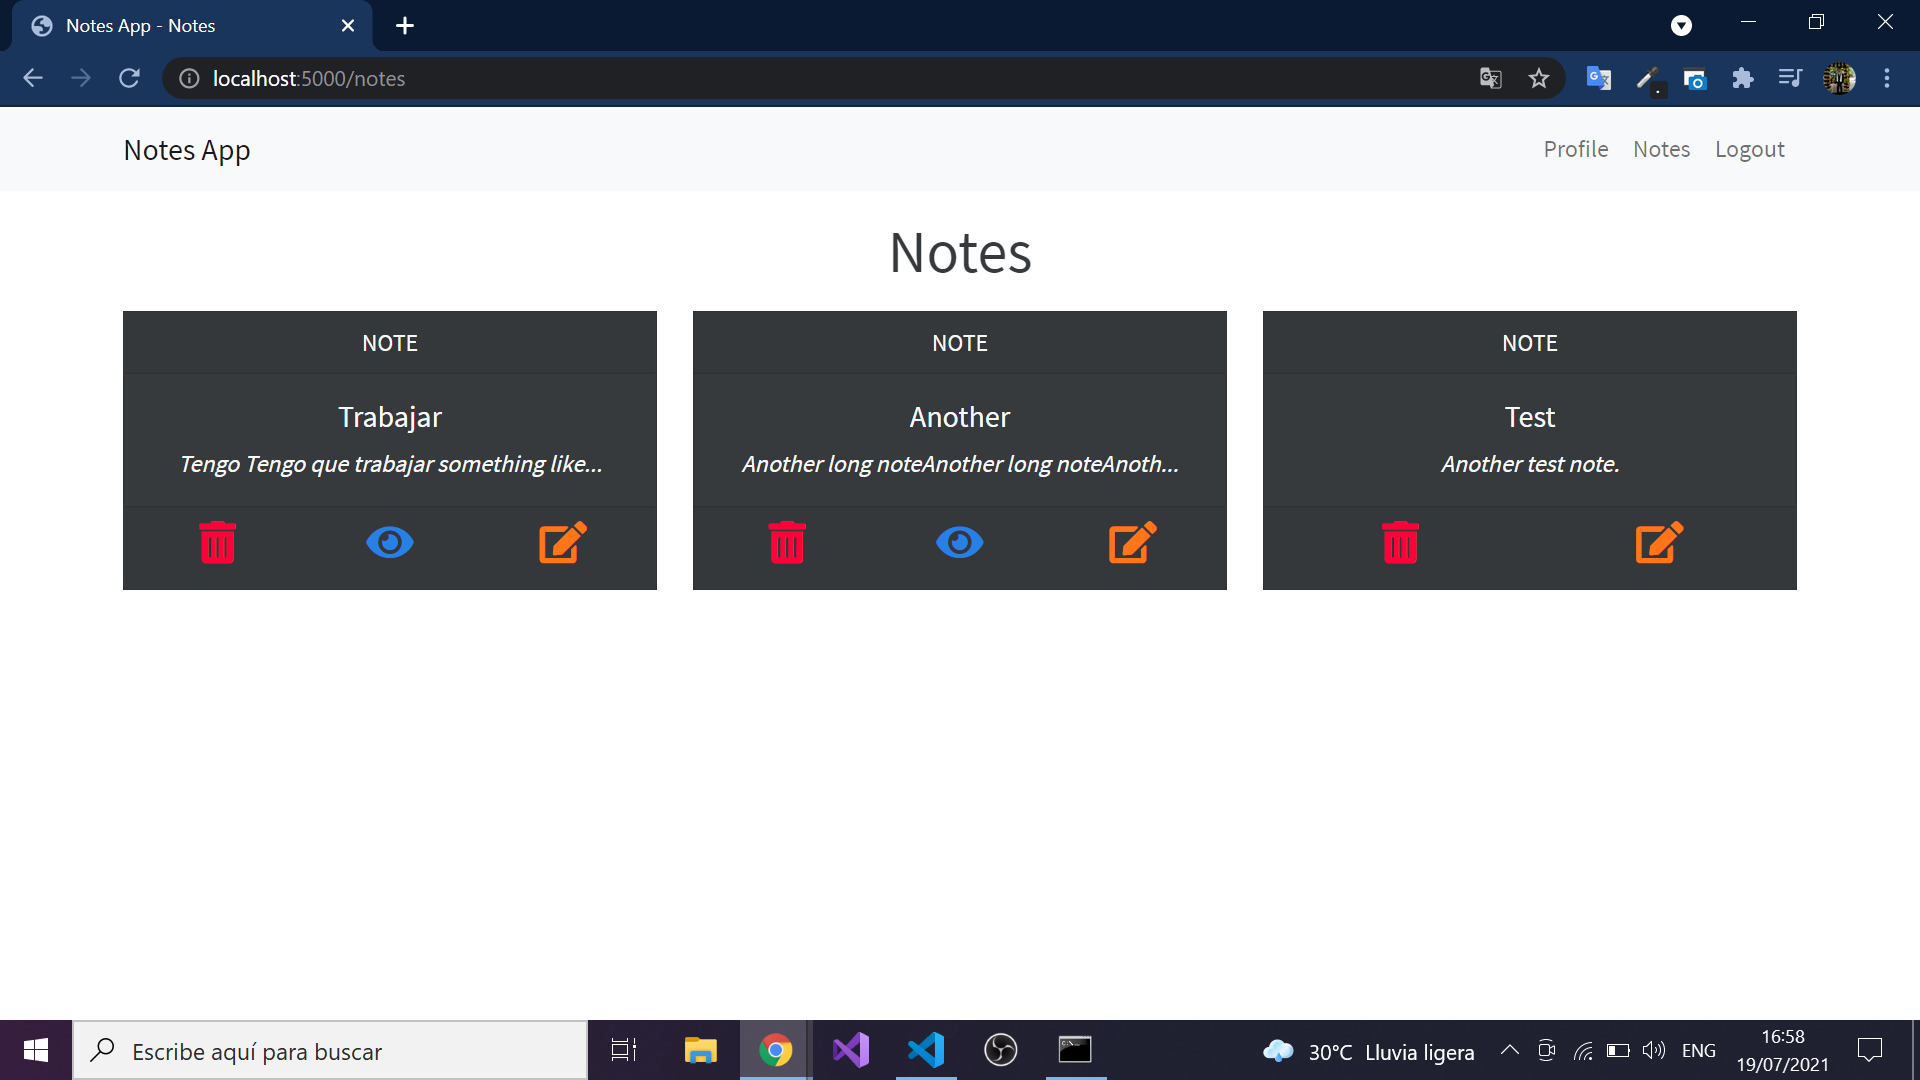 Notes App - Notes
localhost:5000/notes
Notes App
Profile Notes Logout
Notes
NOTE
Trabajar
Tengo Tengo que trabajar something like...
NOTE
Another
Another long noteAnother long noteAnoth...
NOTE
Test
Another test note.
Escribe aquí para buscar
30°C Lluvia ligera
ENG
16:58
19/07/2021